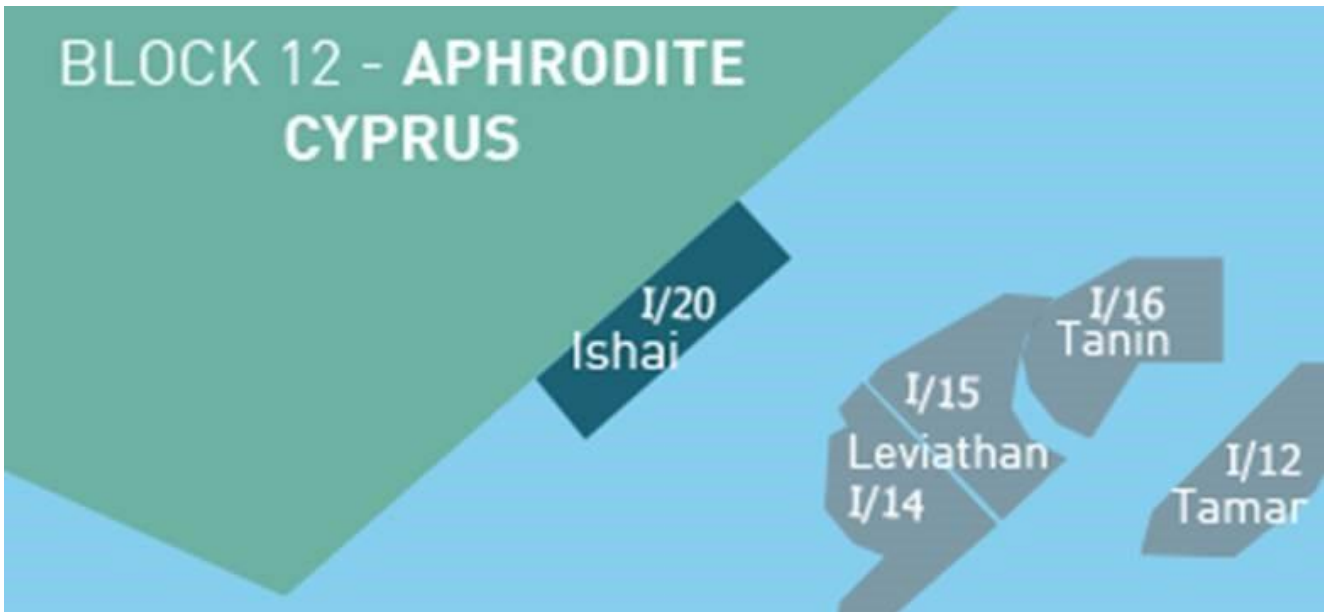 BLOCK 12 - APHRODITE
CYPRUS
I/20
Ishai
I/16
Tanin
I/15
Leviathan
I/14
I/12
Tamar